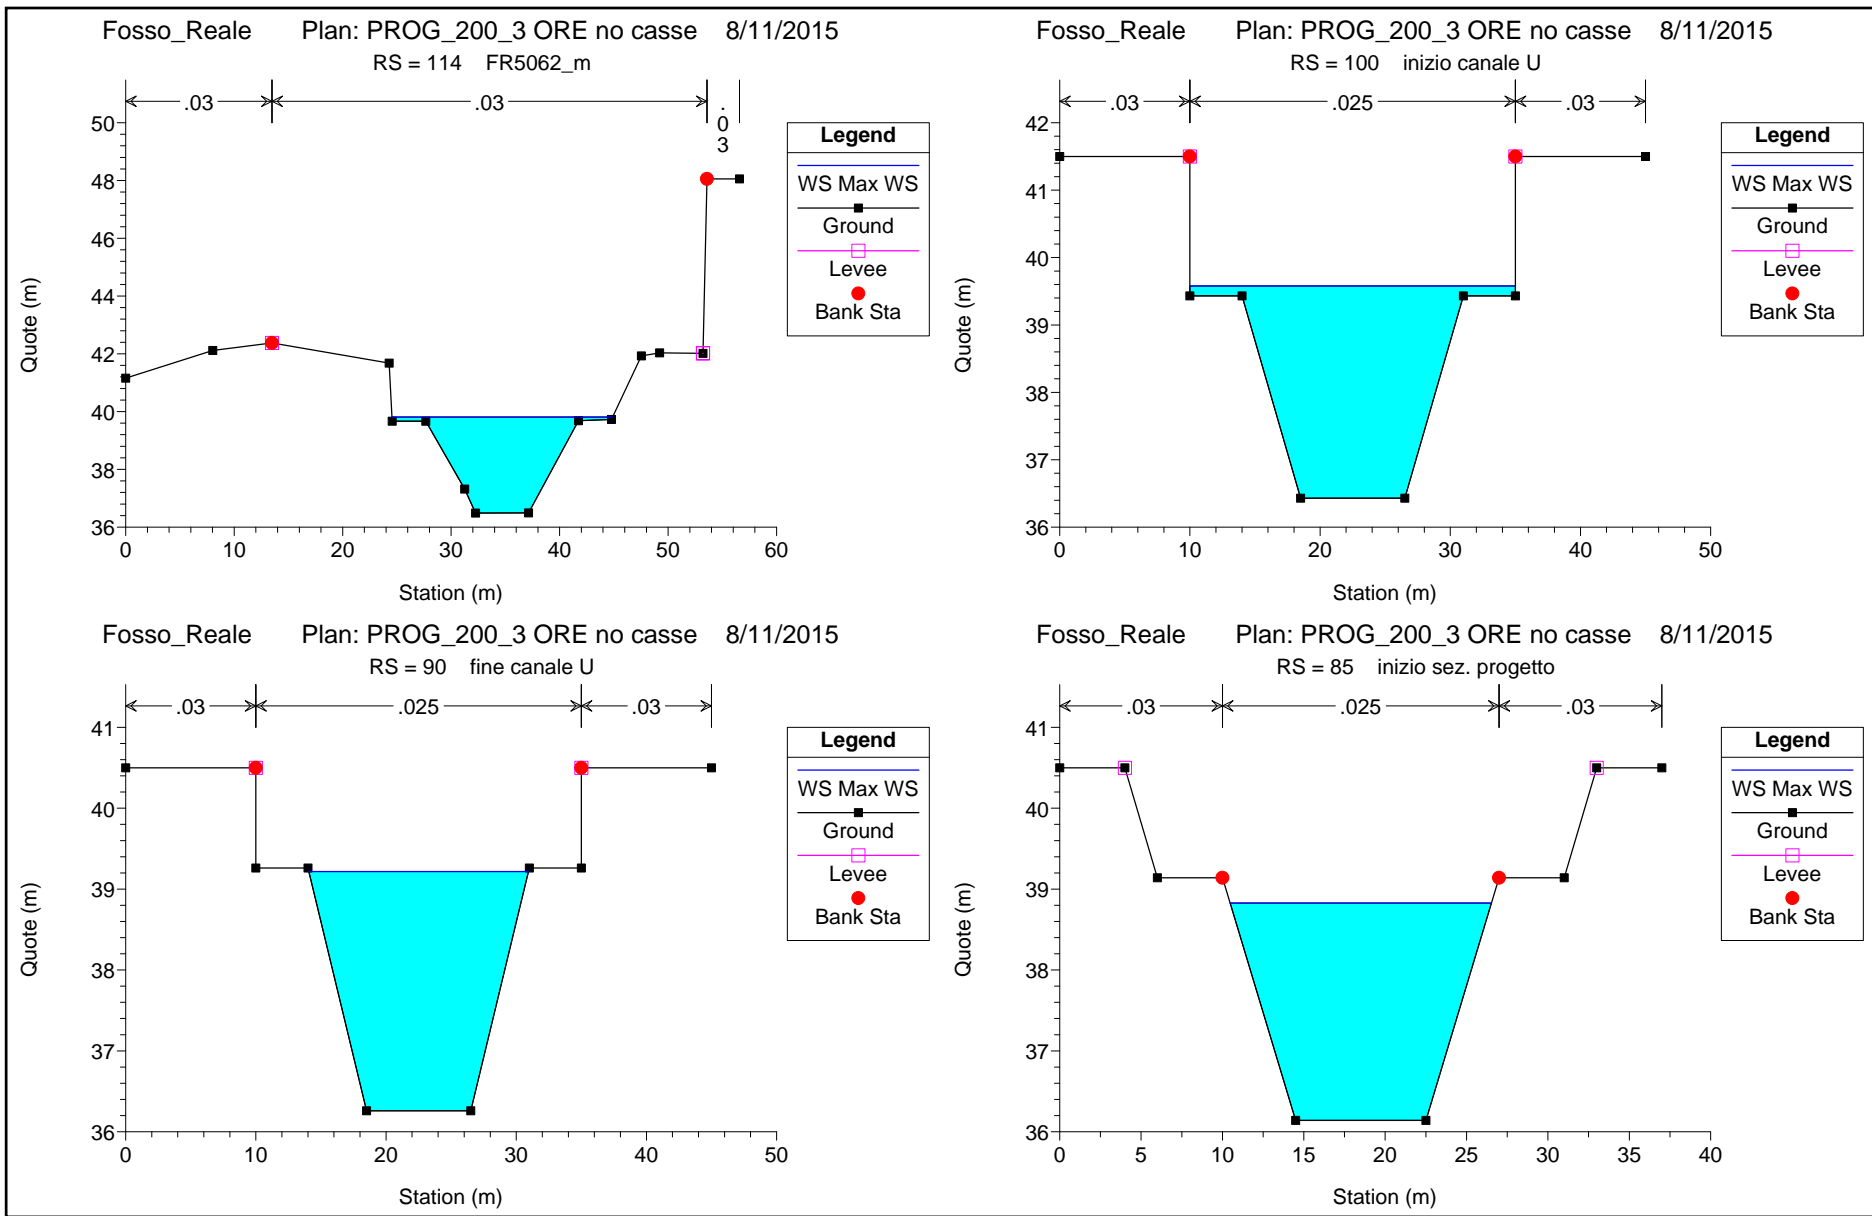 Fosso_Reale Plan: PROG_200_3 ORE no casse 8/11/2015
RS = 114 FR5062_m
.03 .03 .03
50
48
46
44
42
40
38
36
0 10 20 30 40 50 60
Quote (m)
Station (m)
Legend
WS Max WS
Ground
Levee
Bank Sta
Fosso_Reale Plan: PROG_200_3 ORE no casse 8/11/2015
RS = 100 inizio canale U
.03 .025 .03
42
41
40
39
38
37
36
0 10 20 30 40 50
Quote (m)
Station (m)
Legend
WS Max WS
Ground
Levee
Bank Sta
Fosso_Reale Plan: PROG_200_3 ORE no casse 8/11/2015
RS = 90 fine canale U
.03 .025 .03
41
40
39
38
37
36
0 10 20 30 40 50
Quote (m)
Station (m)
Legend
WS Max WS
Ground
Levee
Bank Sta
Fosso_Reale Plan: PROG_200_3 ORE no casse 8/11/2015
RS = 85 inizio sez. progetto
.03 .025 .03
41
40
39
38
37
36
0 5 10 15 20 25 30 35 40
Quote (m)
Station (m)
Legend
WS Max WS
Ground
Levee
Bank Sta